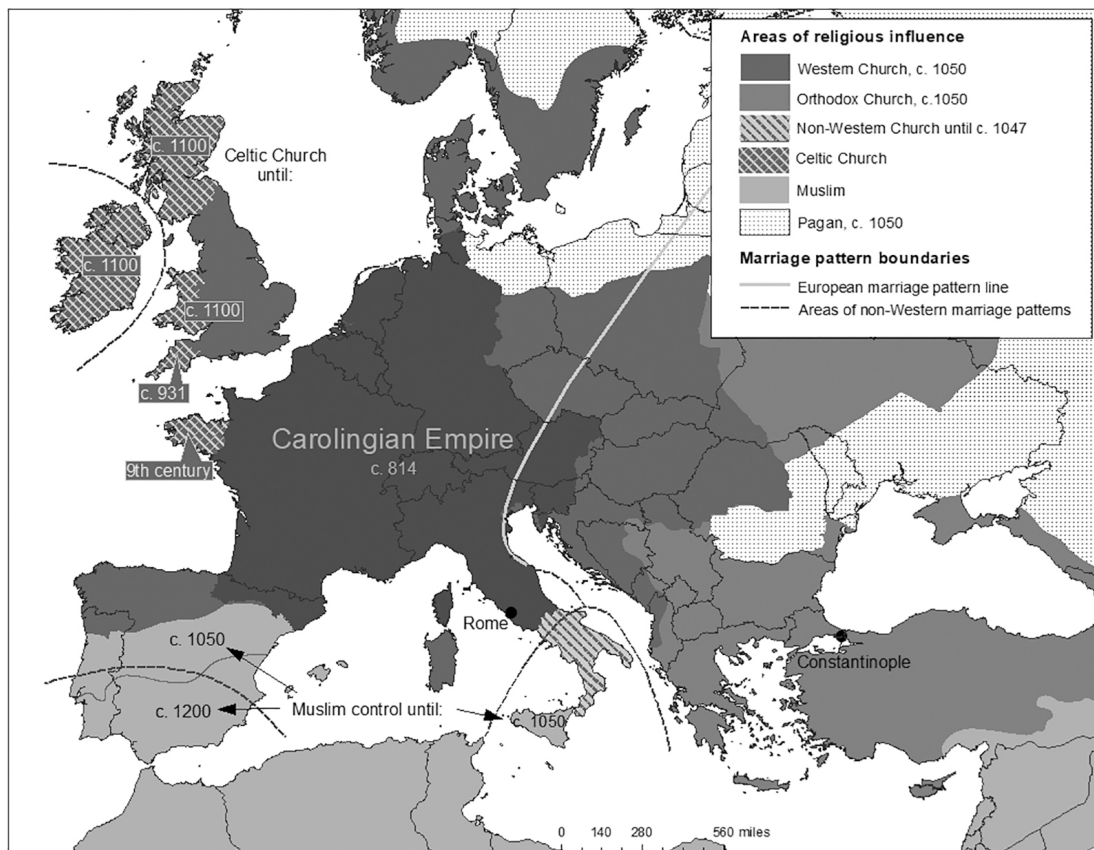 Areas of religious influence
Western Church, c. 1050
Orthodox Church, c.1050
Non-Western Church until c. 1047
Celtic Church
Muslim
Pagan, c. 1050
Marriage pattern boundaries
European marriage pattern line
Areas of non-Western marriage patterns
c. 1100
Celtic Church
until:
c. 1100
c. 1100
c. 931
9th century
Carolingian Empire
c. 814
Rome
Constantinople
c. 1050
c. 1200
Muslim control until:
c. 1050
0 140 280 560 miles